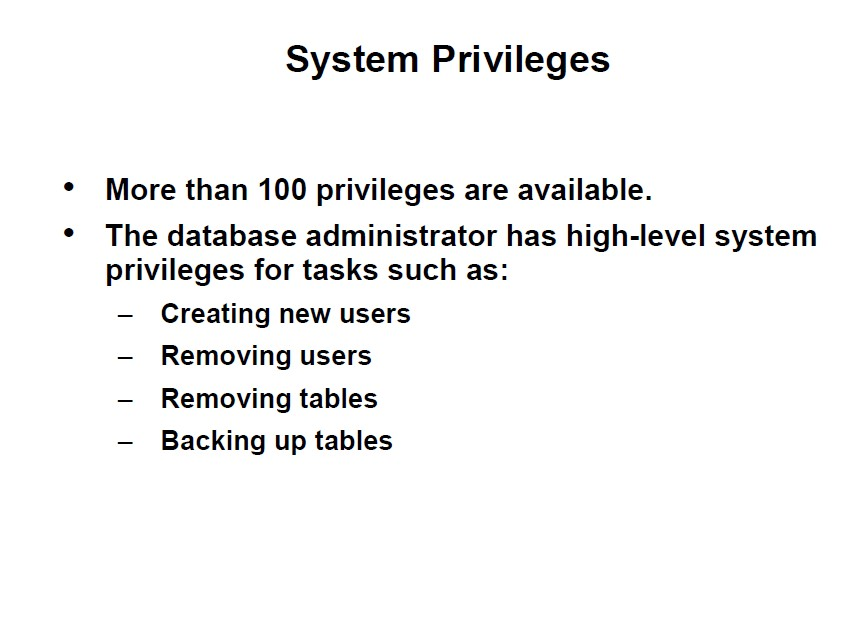 System Privileges
• More than 100 privileges are available.
• The database administrator has high-level system
privileges for tasks such as:
– Creating new users
– Removing users
– Removing tables
– Backing up tables